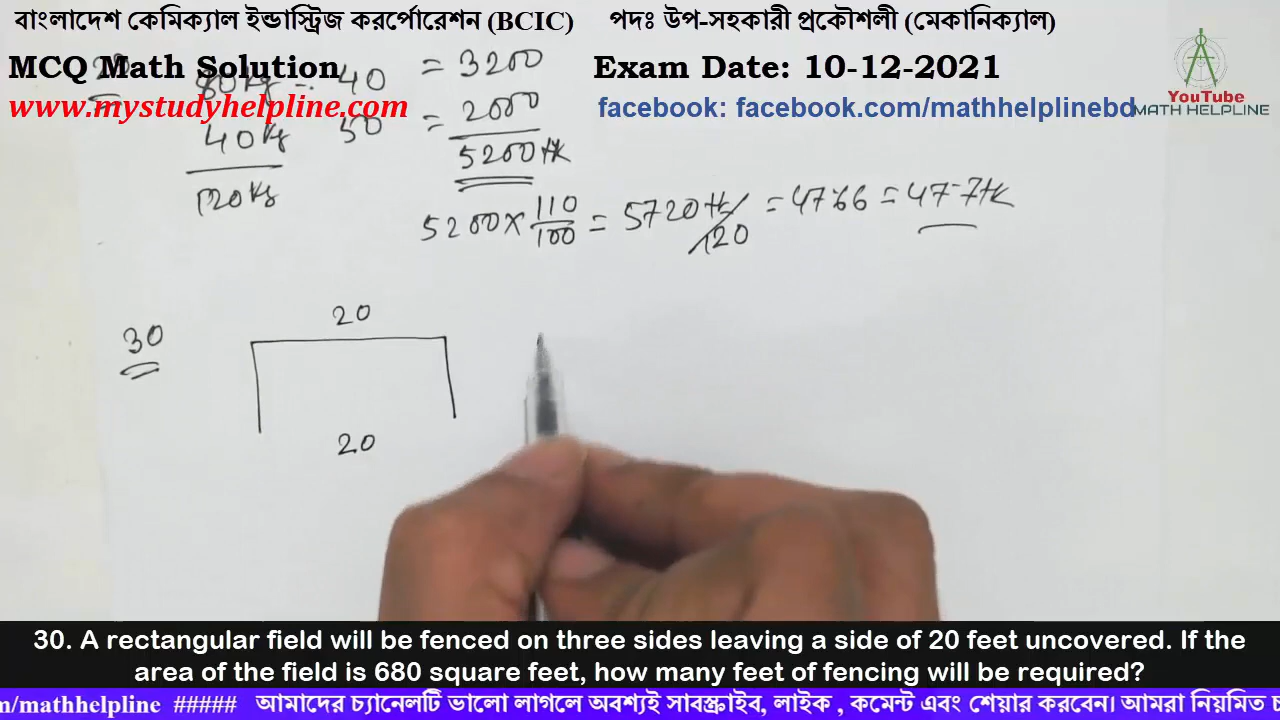 বাংলাদেশ কেমিক্যাল ইন্ডাস্ট্রিজ করর্পোরেশন (BCIC) পদঃ উপ-সহকারী প্রকৌশলী (মেকানিক্যাল)
MCQ Math Solution Exam Date: 10-12-2021
www.mystudyhelpline.com facebook: facebook.com/mathhelplinebd
YouTube
MATH HELPLINE
80kg - 40 = 3200
40kg 50 = 2000
120kg 5200tk
5200 × 110/100 = 5720tk/120 = 47.66 = 47.7tk
30
20
20
30. A rectangular field will be fenced on three sides leaving a side of 20 feet uncovered. If the
area of the field is 680 square feet, how many feet of fencing will be required?
m/mathhelpline ##### আমাদের চ্যানেলটি ভালো লাগলে অবশ্যই সাবস্ক্রাইব, লাইক , কমেন্ট এবং শেয়ার করবেন। আমরা নিয়মিত